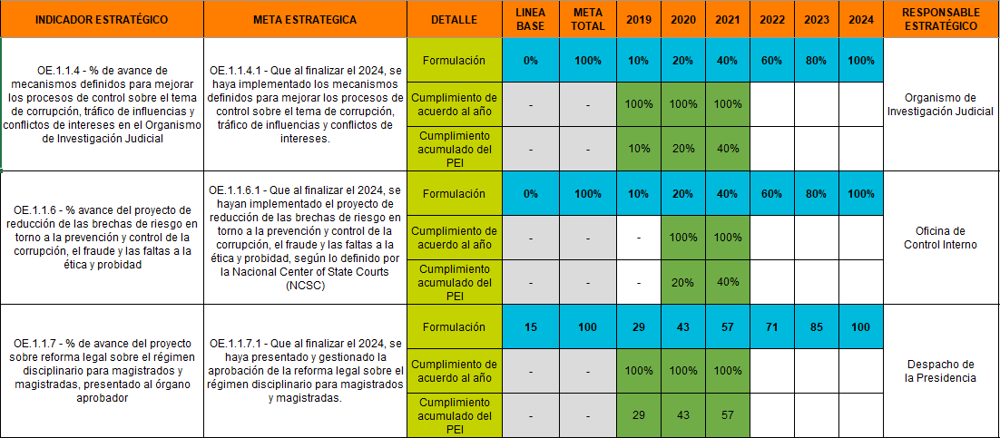 INDICADOR ESTRATÉGICO
META ESTRATEGICA
DETALLE
LINEA
BASE
META
TOTAL
2019
2020
2021
2022
2023
2024
RESPONSABLE
ESTRATÉGICO
OE.1.1.4 - % de avance de
mecanismos definidos para mejorar
los procesos de control sobre el tema
de corrupción, tráfico de influencias y
conflictos de intereses en el Organismo
de Investigación Judicial
OE.1.1.4.1 - Que al finalizar el 2024, se
haya implementado los mecanismos
definidos para mejorar los procesos de
control sobre el tema de corrupción,
tráfico de influencias y conflictos de
intereses.
Formulación
0%
100%
10%
20%
40%
60%
80%
100%
Cumplimiento de
acuerdo al año
-
-
100%
100%
100%
Cumplimiento
acumulado del
PEI
-
-
10%
20%
40%
Organismo de
Investigación Judicial
OE.1.1.6 - % avance del proyecto
de reducción de las brechas de riesgo en
torno a la prevención y control de la
corrupción, el fraude y las faltas a la
ética y probidad
OE.1.1.6.1 - Que al finalizar el 2024, se
hayan implementado el proyecto de
reducción de las brechas de riesgo en
torno a la prevención y control de la
corrupción, el fraude y las faltas a la
ética y probidad, según lo definido por
la Nacional Center of State Courts
(NCSC)
Formulación
0%
100%
10%
20%
40%
60%
80%
100%
Cumplimiento de
acuerdo al año
-
-
-
100%
100%
Cumplimiento
acumulado del
PEI
-
-
-
20%
40%
Oficina de
Control Interno
OE.1.1.7 - % de avance del proyecto
sobre reforma legal sobre el régimen
disciplinario para magistrados y
magistradas, presentado al órgano
aprobador
OE.1.1.7.1 - Que al finalizar el 2024, se
haya presentado y gestionado la
aprobación de la reforma legal sobre el
régimen disciplinario para magistrados
y magistradas.
Formulación
15
100
29
43
57
71
85
100
Cumplimiento de
acuerdo al año
-
-
100%
100%
100%
Cumplimiento
acumulado del
PEI
-
-
29
43
57
Despacho de
la Presidencia